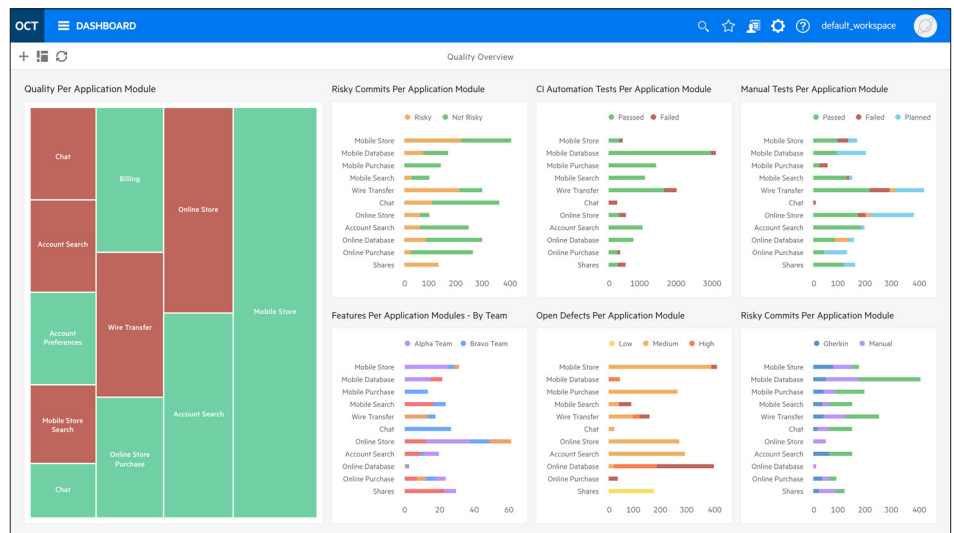 OCT DASHBOARD default_workspace
Quality Overview
Quality Per Application Module
Chat
Account Search
Account
Preferences
Mobile Store
Search
Chat
Billing
Wire Transfer
Online Store
Purchase
Online Store
Account Search
Mobile Store
Risky Commits Per Application Module
Risky Not Risky
Mobile Store
Mobile Database
Mobile Purchase
Mobile Search
Wire Transfer
Chat
Online Store
Account Search
Online Database
Online Purchase
Shares
0 100 200 300 400
CI Automation Tests Per Application Module
Passsed Failed
Mobile Store
Mobile Database
Mobile Purchase
Mobile Search
Wire Transfer
Chat
Online Store
Account Search
Online Database
Online Purchase
Shares
0 1000 2000 3000
Manual Tests Per Application Module
Passed Failed Planned
Mobile Store
Mobile Database
Mobile Purchase
Mobile Search
Wire Transfer
Chat
Online Store
Account Search
Online Database
Online Purchase
Shares
0 100 200 300 400
Features Per Application Modules - By Team
Alpha Team Bravo Team
Mobile Store
Mobile Database
Mobile Purchase
Mobile Search
Wire Transfer
Chat
Online Store
Account Search
Online Database
Online Purchase
Shares
0 20 40 60
Open Defects Per Application Module
Low Medium High
Mobile Store
Mobile Database
Mobile Purchase
Mobile Search
Wire Transfer
Chat
Online Store
Account Search
Online Database
Online Purchase
Shares
0 100 200 300 400
Risky Commits Per Application Module
Gherkin Manual
Mobile Store
Mobile Database
Mobile Purchase
Mobile Search
Wire Transfer
Chat
Online Store
Account Search
Online Database
Online Purchase
Shares
0 100 200 300 400